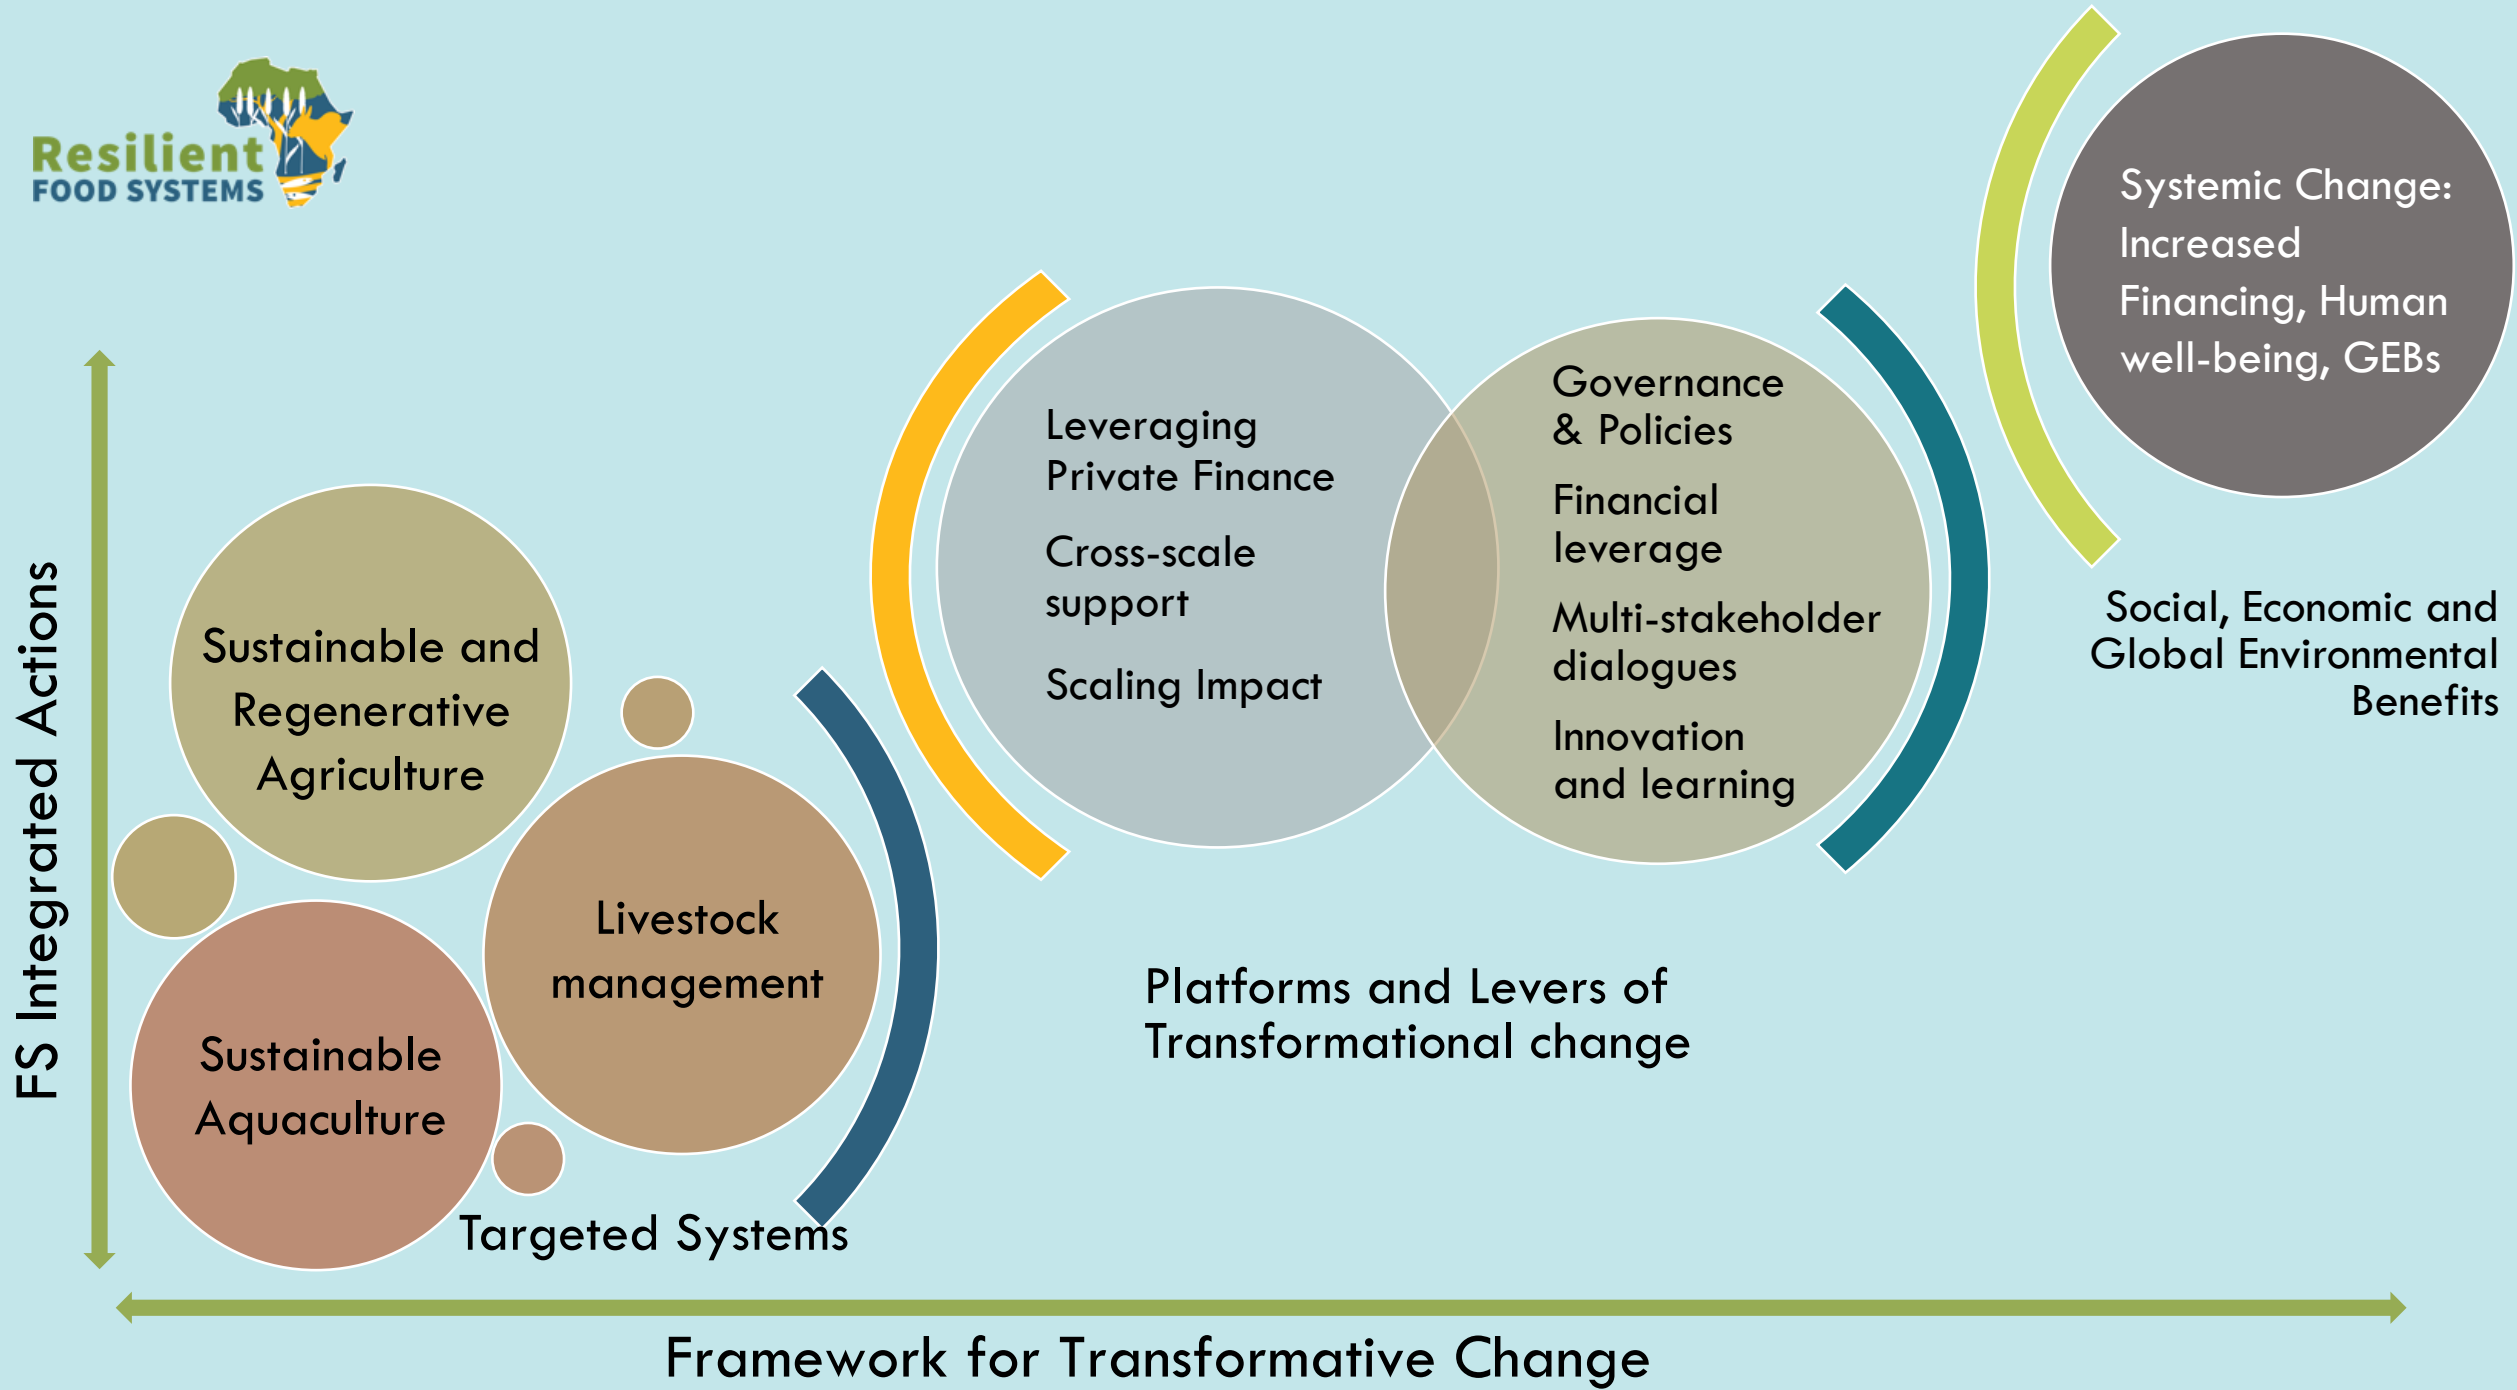 Resilient
FOOD SYSTEMS
FS Integrated Actions
Sustainable and
Regenerative
Agriculture
Livestock
management
Sustainable
Aquaculture
Targeted Systems
Leveraging
Private Finance
Cross-scale
support
Scaling Impact
Governance
& Policies
Financial
leverage
Multi-stakeholder
dialogues
Innovation
and learning
Platforms and Levers of
Transformational change
Systemic Change:
Increased
Financing, Human
well-being, GEBs
Social, Economic and
Global Environmental
Benefits
Framework for Transformative Change